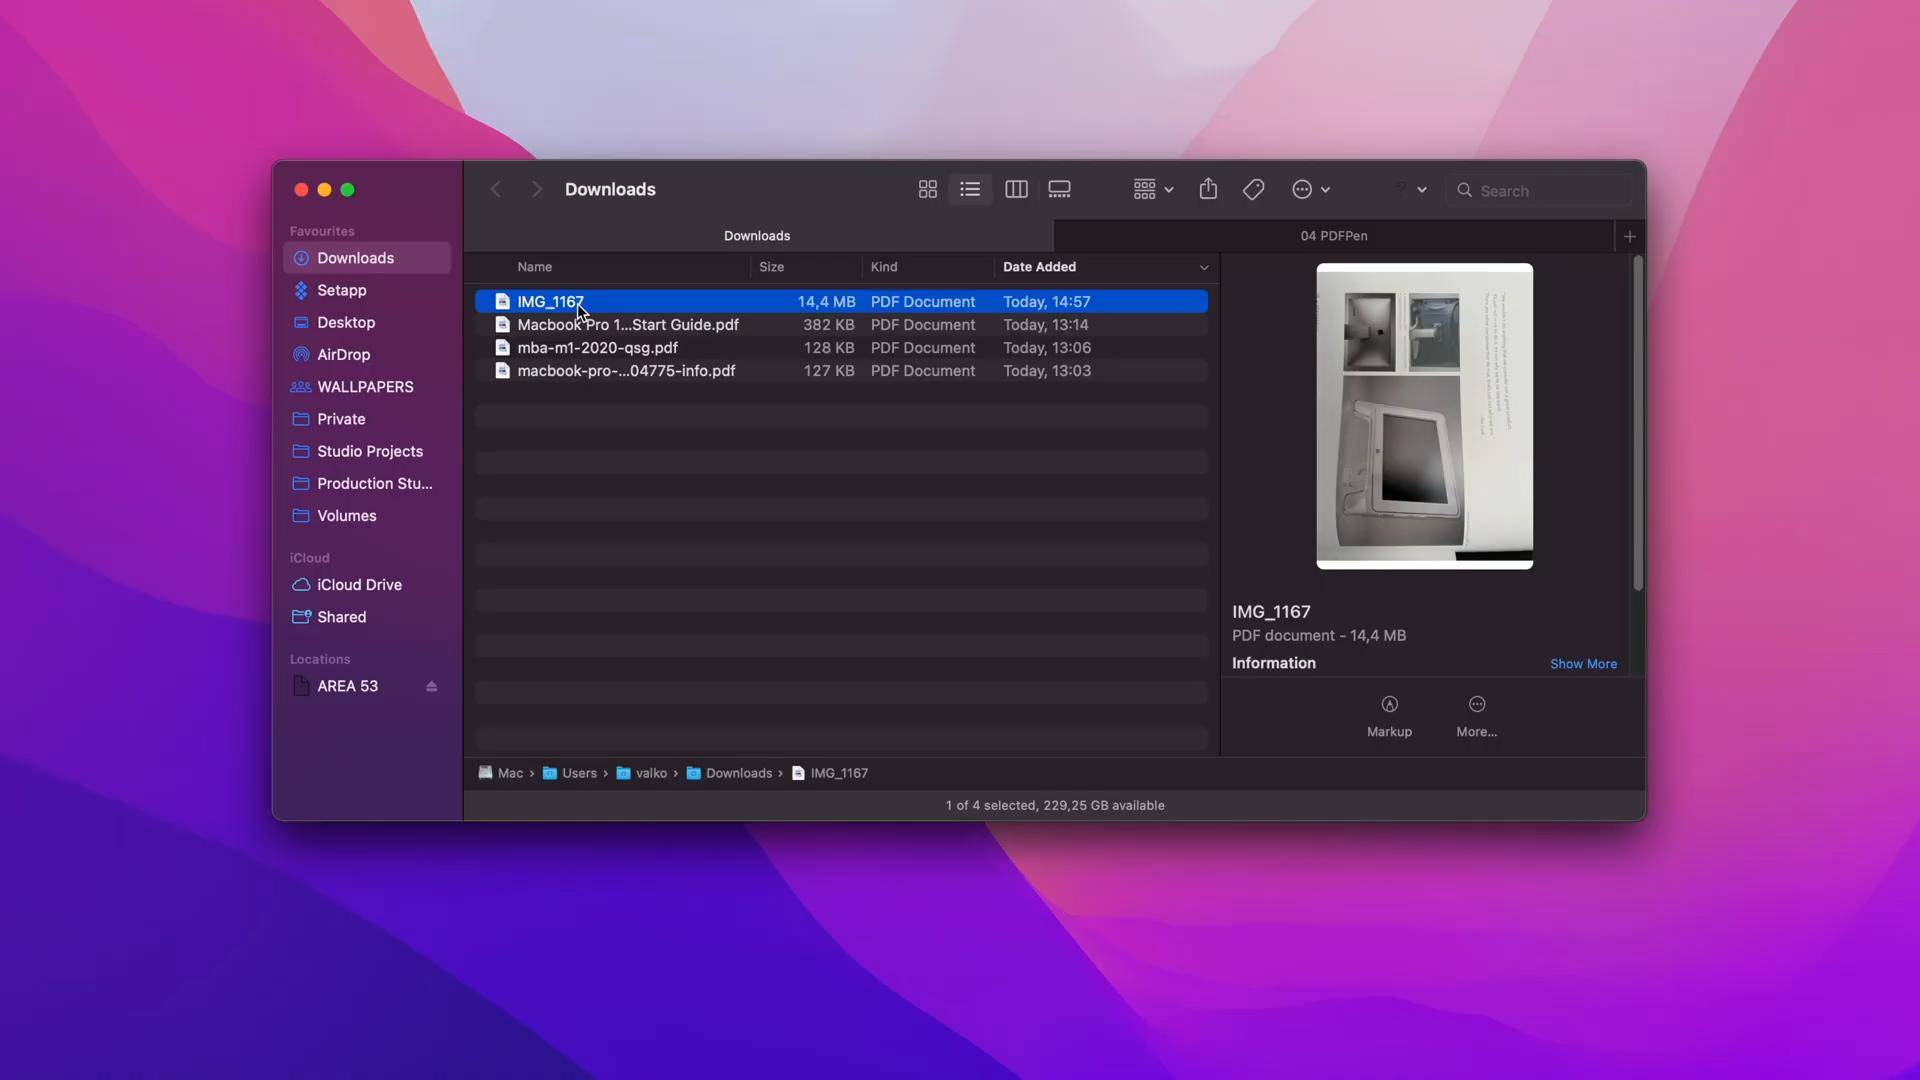 Downloads
Search
Downloads
04 PDFPen
Favourites
Downloads
Setapp
Desktop
AirDrop
WALLPAPERS
Private
Studio Projects
Production Stu...
Volumes
iCloud
iCloud Drive
Shared
Locations
AREA 53
Name Size Kind Date Added
IMG_1167 14,4 MB PDF Document Today, 14:57
Macbook Pro 1...Start Guide.pdf 382 KB PDF Document Today, 13:14
mba-m1-2020-qsg.pdf 128 KB PDF Document Today, 13:06
macbook-pro-...04775-info.pdf 127 KB PDF Document Today, 13:03
IMG_1167
PDF document - 14,4 MB
Information Show More
Markup More...
Mac › Users › valko › Downloads › IMG_1167
1 of 4 selected, 229,25 GB available